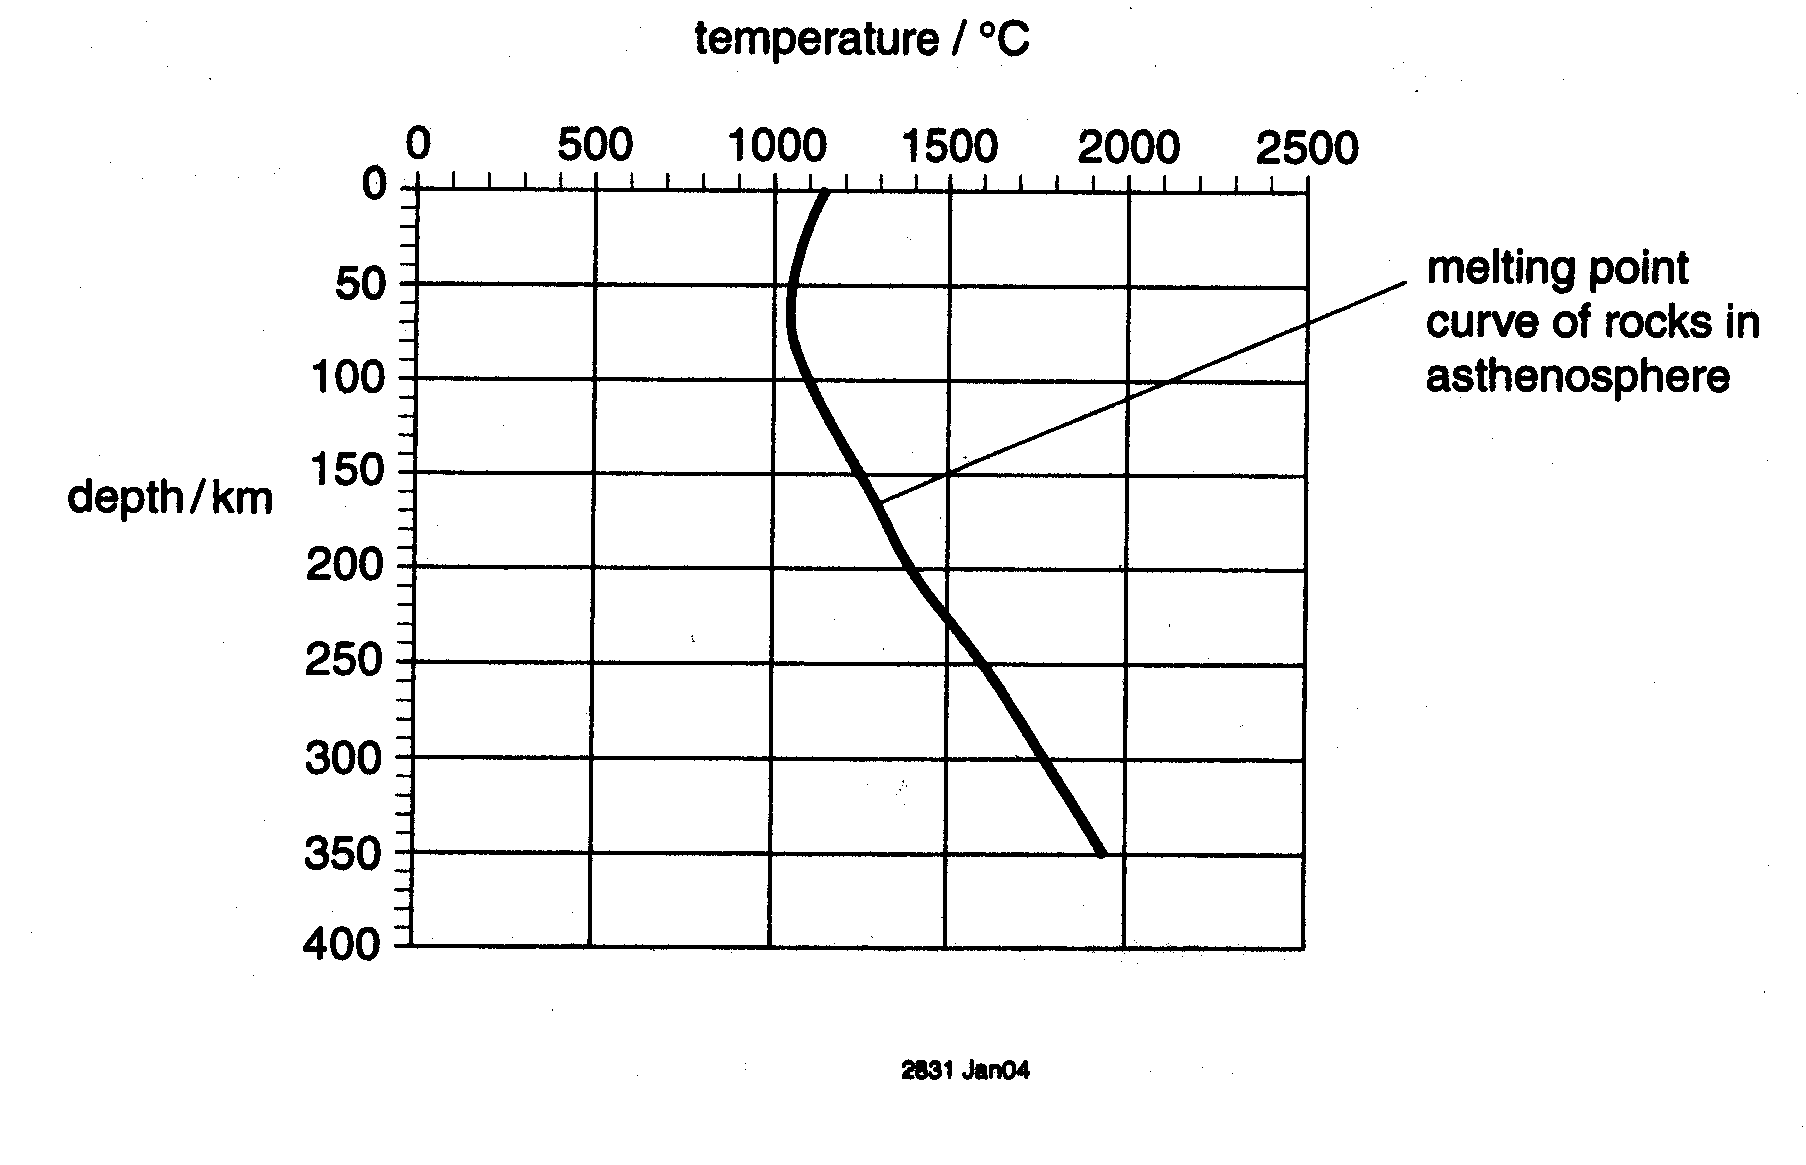 temperature / °C
0 500 1000 1500 2000 2500
0
50
100
150
200
250
300
350
400
depth / km
melting point
curve of rocks in
asthenosphere
2831 Jan04